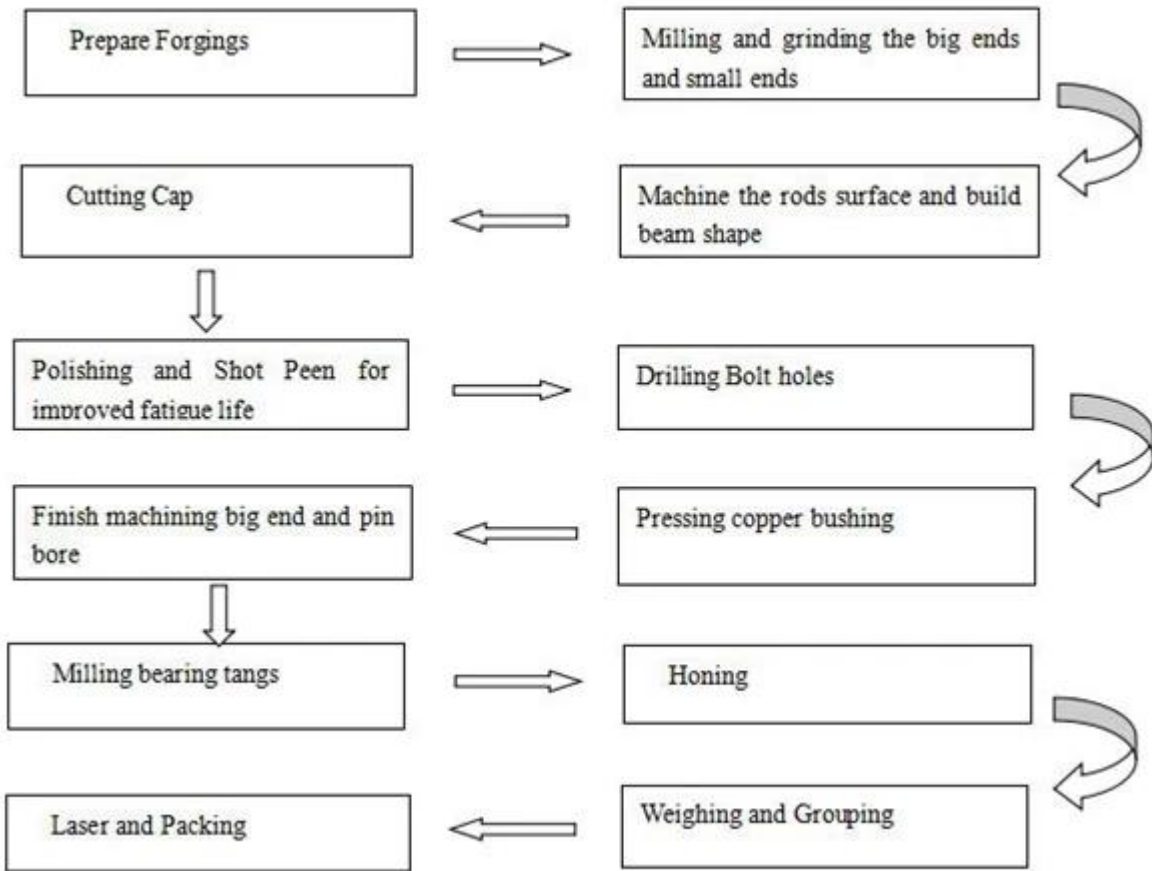 Prepare Forgings
Milling and grinding the big ends
and small ends
Machine the rods surface and build
beam shape
Cutting Cap
Polishing and Shot Peen for
improved fatigue life
Drilling Bolt holes
Pressing copper bushing
Finish machining big end and pin
bore
Milling bearing tangs
Honing
Weighing and Grouping
Laser and Packing